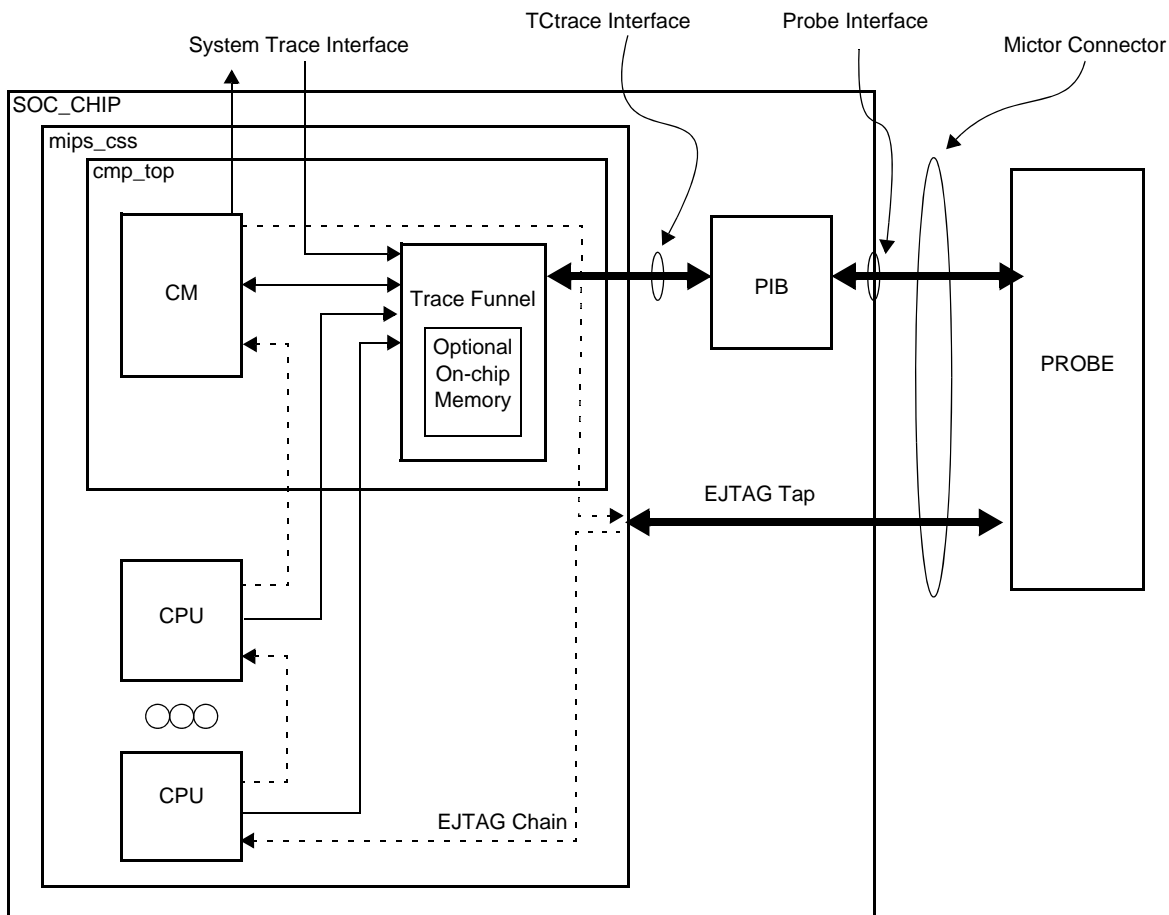 TCtrace Interface
Probe Interface
System Trace Interface
Mictor Connector
SOC_CHIP
mips_css
cmp_top
CM
Trace Funnel
Optional
On-chip
Memory
PIB
PROBE
EJTAG Tap
CPU
CPU
EJTAG Chain